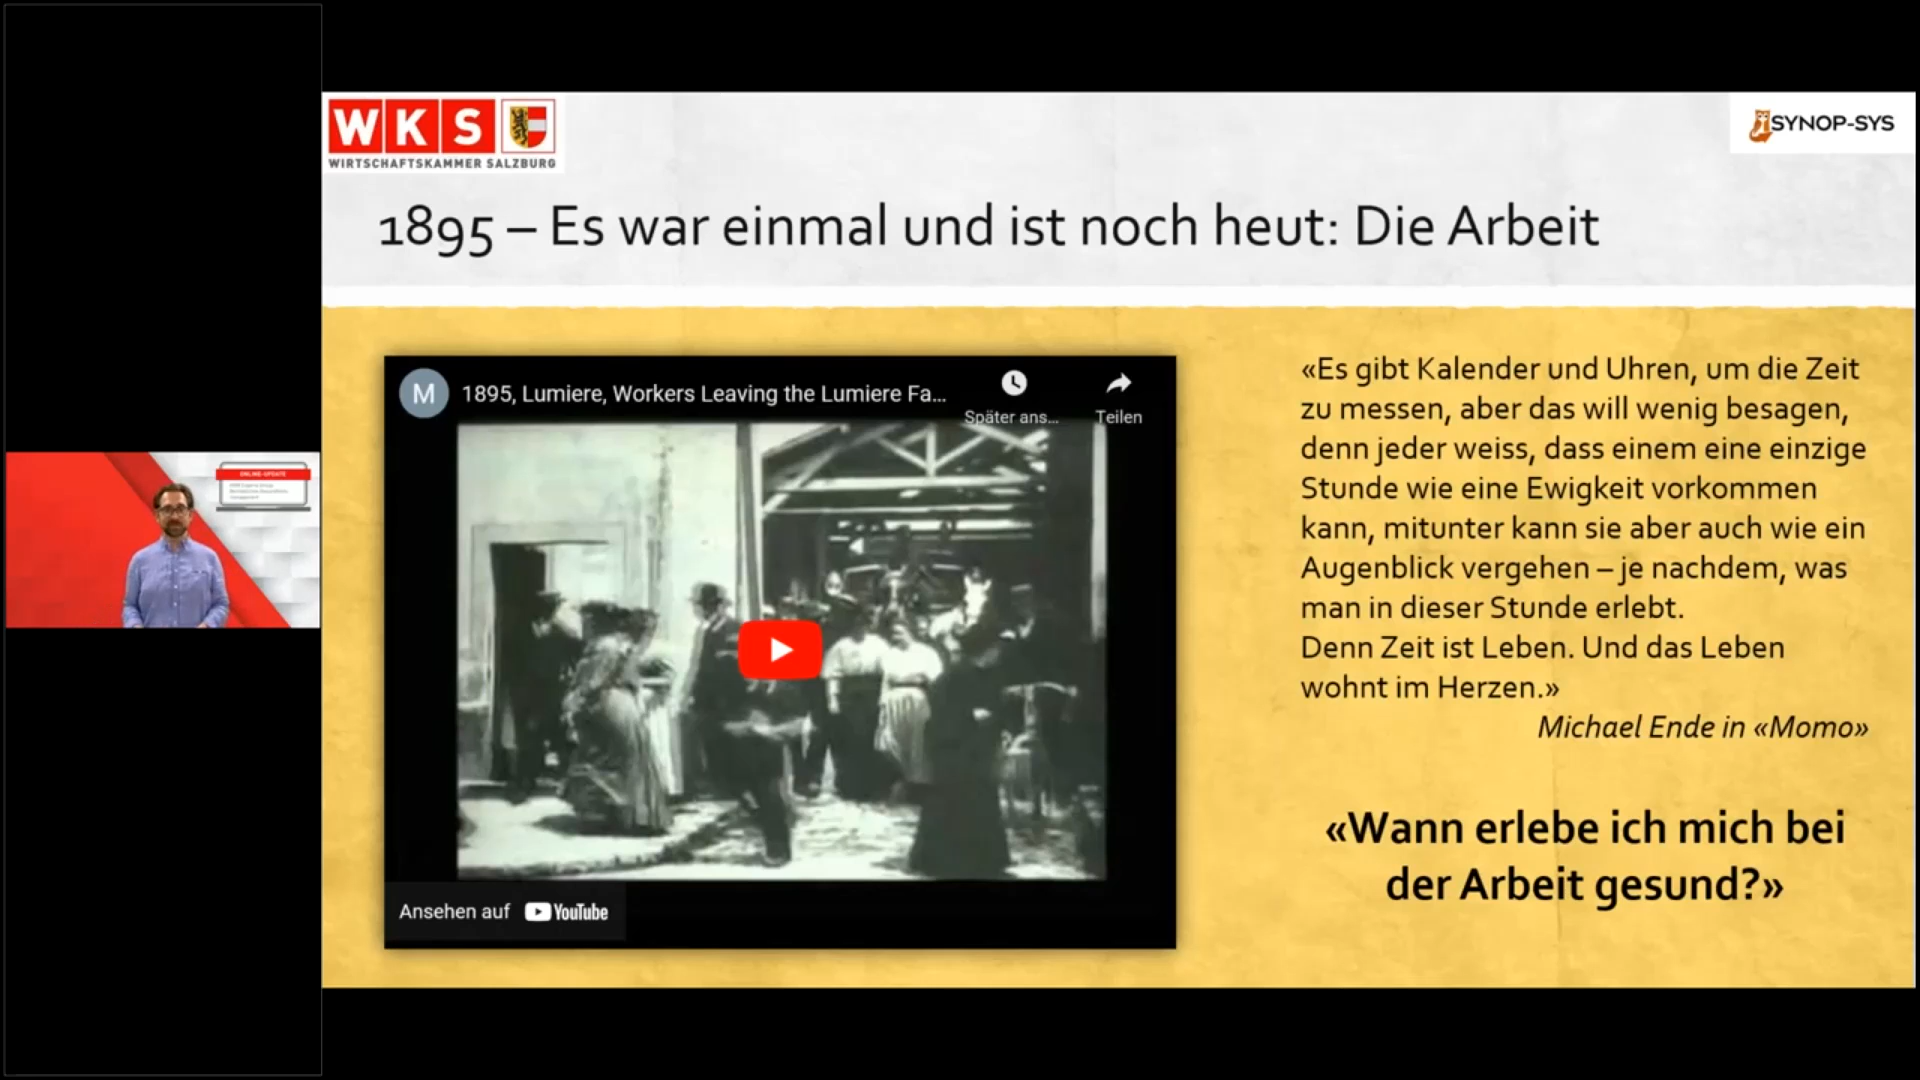 WKS
WIRTSCHAFTSKAMMER SALZBURG
SYNOP-SYS
1895 – Es war einmal und ist noch heut: Die Arbeit
ONLINE-UPDATE
M
1895, Lumiere, Workers Leaving the Lumiere Fa...
Später ans...
Teilen
Ansehen auf YouTube
«Es gibt Kalender und Uhren, um die Zeit
zu messen, aber das will wenig besagen,
denn jeder weiss, dass einem eine einzige
Stunde wie eine Ewigkeit vorkommen
kann, mitunter kann sie aber auch wie ein
Augenblick vergehen – je nachdem, was
man in dieser Stunde erlebt.
Denn Zeit ist Leben. Und das Leben
wohnt im Herzen.»
Michael Ende in «Momo»
«Wann erlebe ich mich bei
der Arbeit gesund?»